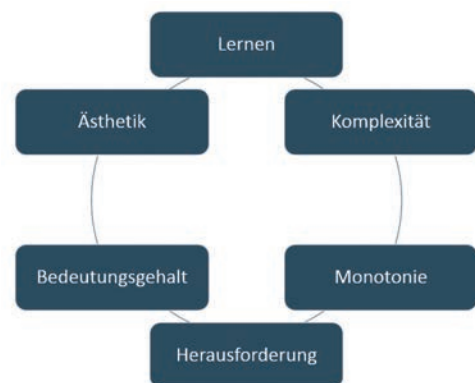 Lernen
Komplexität
Monotonie
Herausforderung
Bedeutungsgehalt
Ästhetik